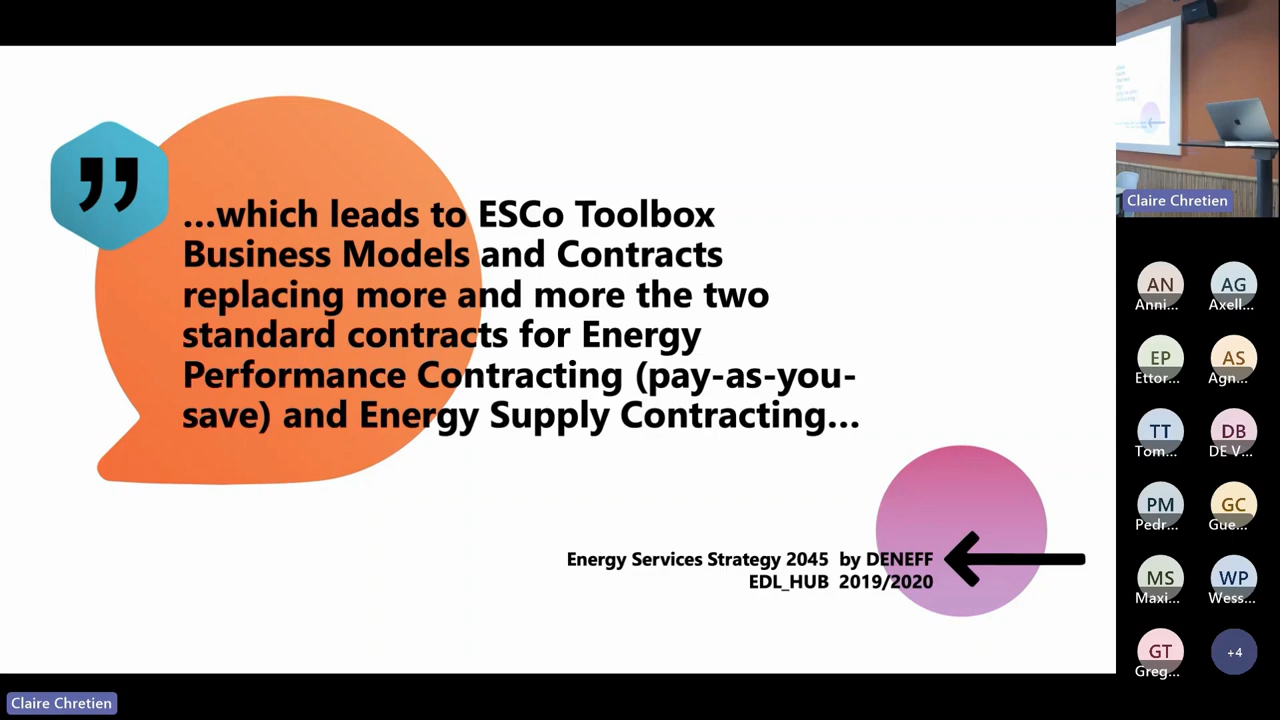 ”
...which leads to ESCo Toolbox
Business Models and Contracts
replacing more and more the two
standard contracts for Energy
Performance Contracting (pay-as-you-
save) and Energy Supply Contracting...
Energy Services Strategy 2045 by DENEFF
EDL_HUB 2019/2020
Claire Chretien
Claire Chretien
AN AG
Anni... Axell...
EP AS
Ettor... Agn...
TT DB
Tom... DE V...
PM GC
Pedr... Gue...
MS WP
Maxi... Wess...
GT +4
Greg...